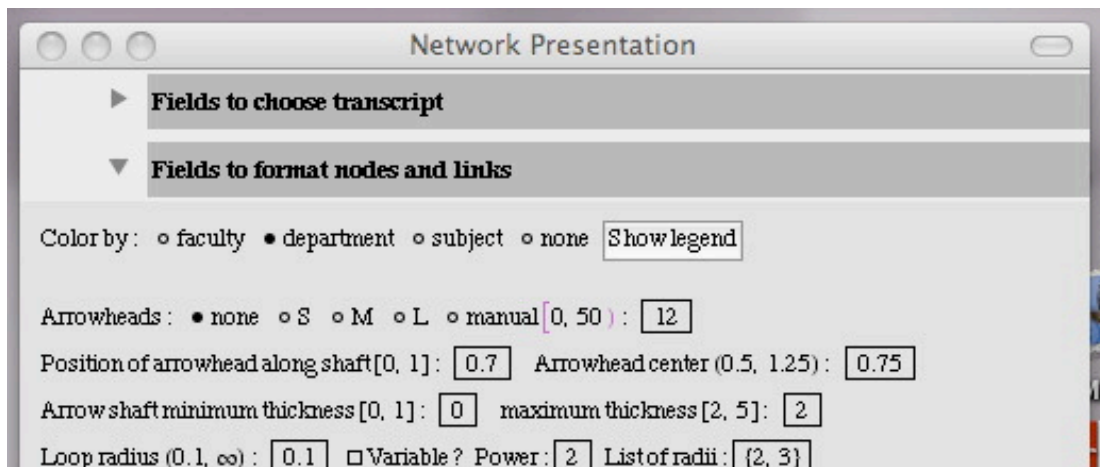 Network Presentation
Fields to choose transcript
Fields to format nodes and links
Color by: faculty department subject none Show legend
Arrowheads: none S M L manual [0, 50): 12
Position of arrowhead along shaft [0, 1]: 0.7 Arrowhead center (0.5, 1.25): 0.75
Arrow shaft minimum thickness [0, 1]: 0 maximum thickness [2, 5]: 2
Loop radius (0.1, ∞): 0.1 Variable? Power: 2 List of radii: {2, 3}